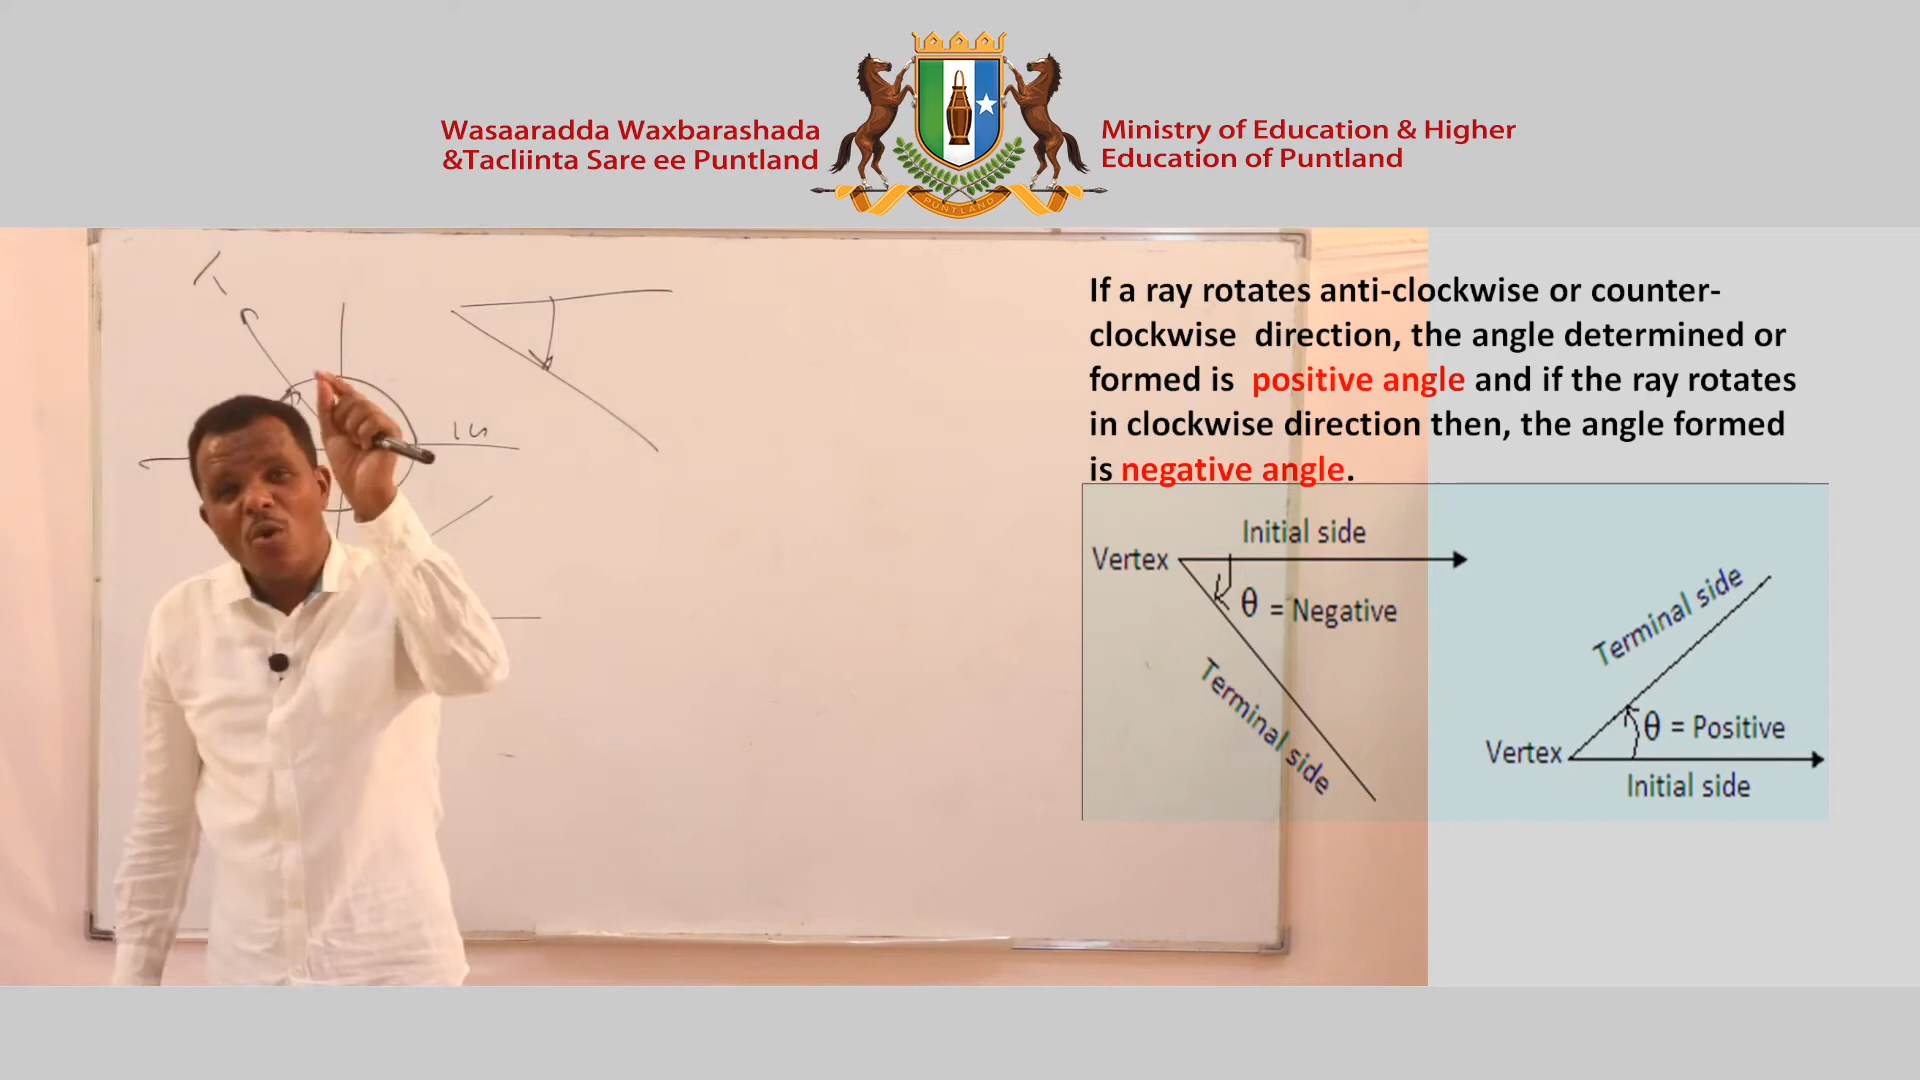 Wasaaradda Waxbarashada
&Tacliinta Sare ee Puntland
Ministry of Education & Higher
Education of Puntland
PUNTLAND
If a ray rotates anti-clockwise or counter-
clockwise direction, the angle determined or
formed is positive angle and if the ray rotates
in clockwise direction then, the angle formed
is negative angle.
Initial side
Vertex
θ = Negative
Terminal side
Terminal side
θ = Positive
Vertex
Initial side